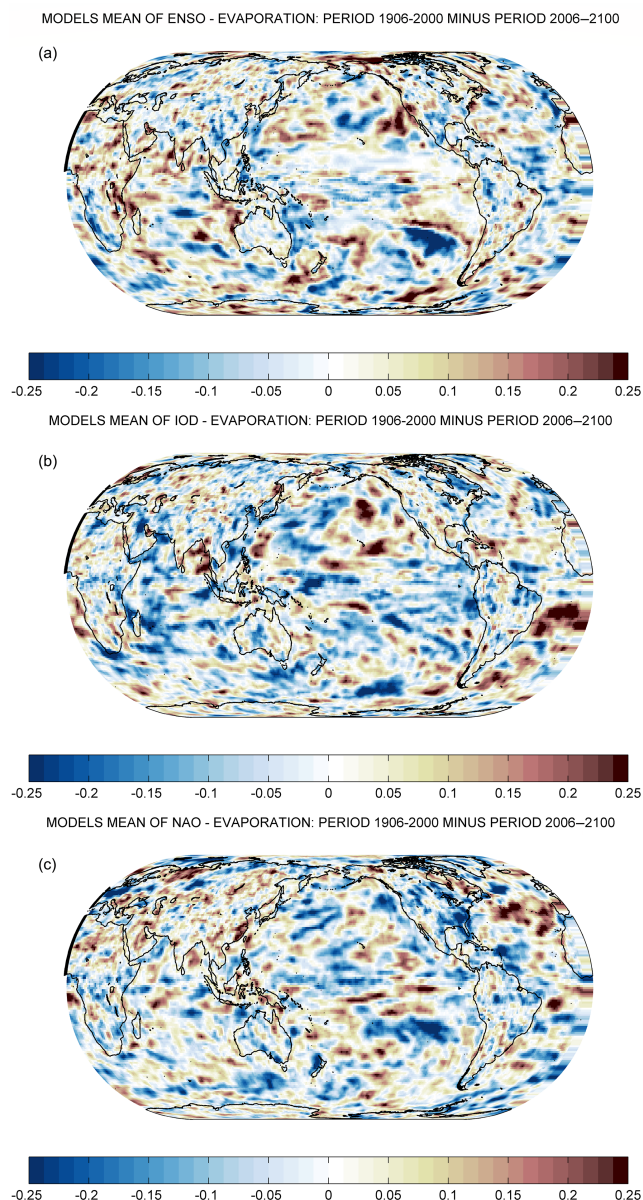 MODELS MEAN OF ENSO - EVAPORATION: PERIOD 1906-2000 MINUS PERIOD 2006–2100
(a)
-0.25 -0.2 -0.15 -0.1 -0.05 0 0.05 0.1 0.15 0.2 0.25
MODELS MEAN OF IOD - EVAPORATION: PERIOD 1906-2000 MINUS PERIOD 2006–2100
(b)
-0.25 -0.2 -0.15 -0.1 -0.05 0 0.05 0.1 0.15 0.2 0.25
MODELS MEAN OF NAO - EVAPORATION: PERIOD 1906-2000 MINUS PERIOD 2006–2100
(c)
-0.25 -0.2 -0.15 -0.1 -0.05 0 0.05 0.1 0.15 0.2 0.25